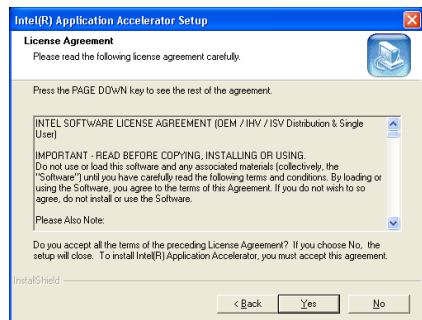 Intel(R) Application Accelerator Setup
License Agreement
Please read the following license agreement carefully.
Press the PAGE DOWN key to see the rest of the agreement.
INTEL SOFTWARE LICENSE AGREEMENT (OEM / IHV / ISV Distribution & Single
User)
IMPORTANT - READ BEFORE COPYING, INSTALLING OR USING.
Do not use or load this software and any associated materials (collectively, the
"Software") until you have carefully read the following terms and conditions. By loading or
using the Software, you agree to the terms of this Agreement. If you do not wish to so
agree, do not install or use the Software.
Please Also Note:
Do you accept all the terms of the preceding License Agreement? If you choose No, the
setup will close. To install Intel(R) Application Accelerator, you must accept this agreement.
InstallShield
< Back Yes No